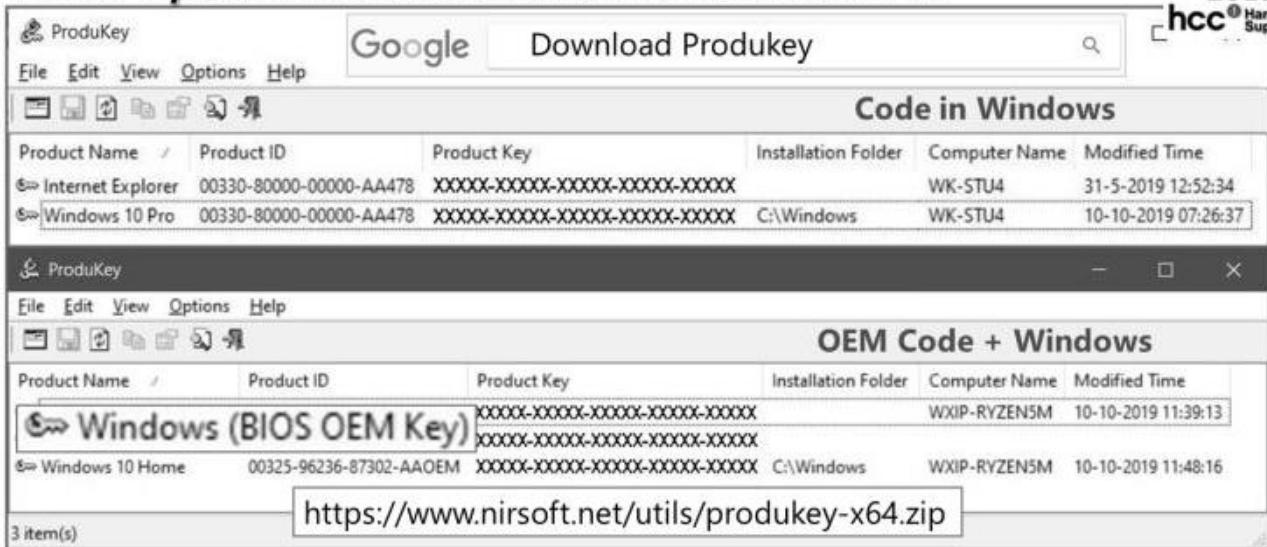 ProduKey
Google Download Produkey
hcc
File Edit View Options Help
Code in Windows
Product Name Product ID Product Key Installation Folder Computer Name Modified Time
Internet Explorer 00330-80000-00000-AA478 XXXXX-XXXXX-XXXXX-XXXXX-XXXXX WK-STU4 31-5-2019 12:52:34
Windows 10 Pro 00330-80000-00000-AA478 XXXXX-XXXXX-XXXXX-XXXXX-XXXXX C:\Windows WK-STU4 10-10-2019 07:26:37
ProduKey
File Edit View Options Help
OEM Code + Windows
Product Name Product ID Product Key Installation Folder Computer Name Modified Time
XXXXX-XXXXX-XXXXX-XXXXX-XXXXX WXIP-RYZEN5M 10-10-2019 11:39:13
Windows (BIOS OEM Key)
XXXXX-XXXXX-XXXXX-XXXXX-XXXXX
Windows 10 Home 00325-96236-87302-AAOEM XXXXX-XXXXX-XXXXX-XXXXX-XXXXX C:\Windows WXIP-RYZEN5M 10-10-2019 11:48:16
https://www.nirsoft.net/utils/produkey-x64.zip
3 item(s)